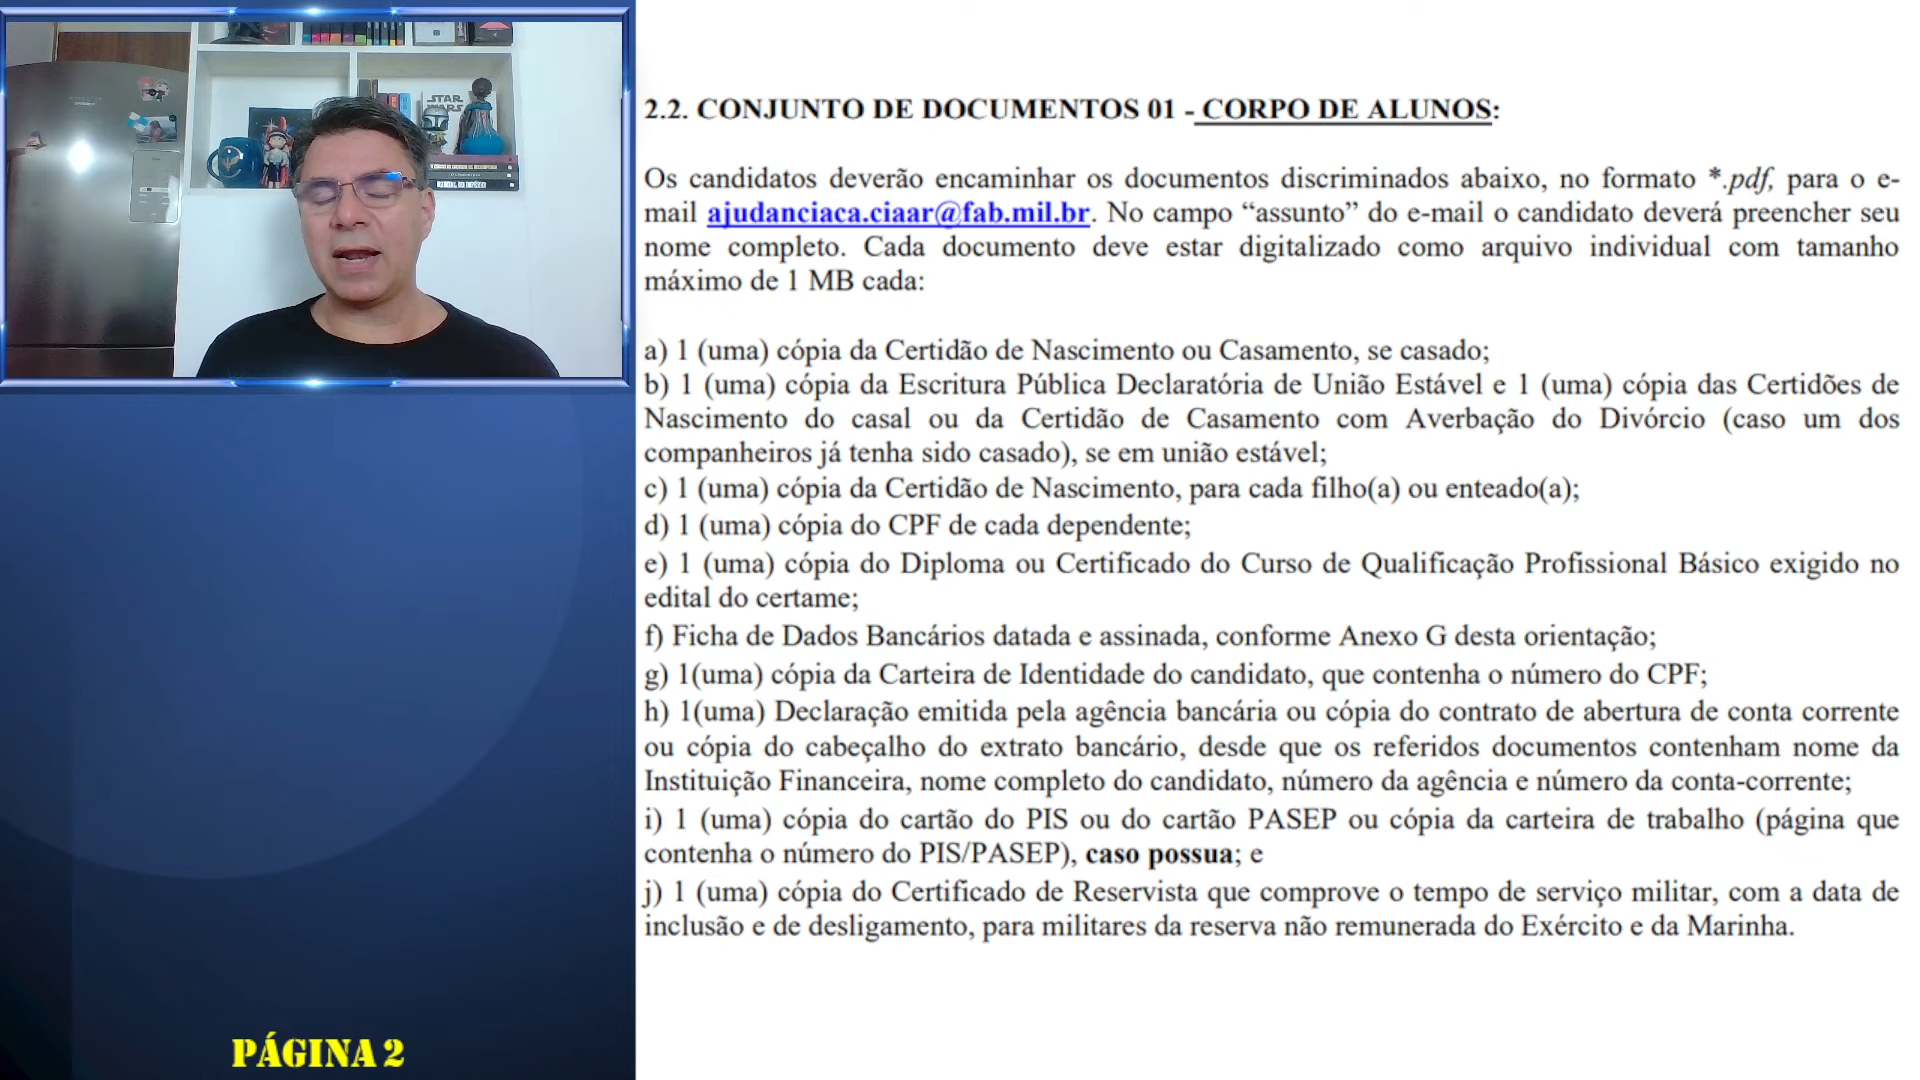 STAR
WARS
2.2. CONJUNTO DE DOCUMENTOS 01 - CORPO DE ALUNOS:
Os candidatos deverão encaminhar os documentos discriminados abaixo, no formato *.pdf, para o e-
mail ajudanciaca.ciaar@fab.mil.br. No campo “assunto” do e-mail o candidato deverá preencher seu
nome completo. Cada documento deve estar digitalizado como arquivo individual com tamanho
máximo de 1 MB cada:
a) 1 (uma) cópia da Certidão de Nascimento ou Casamento, se casado;
b) 1 (uma) cópia da Escritura Pública Declaratória de União Estável e 1 (uma) cópia das Certidões de
Nascimento do casal ou da Certidão de Casamento com Averbação do Divórcio (caso um dos
companheiros já tenha sido casado), se em união estável;
c) 1 (uma) cópia da Certidão de Nascimento, para cada filho(a) ou enteado(a);
d) 1 (uma) cópia do CPF de cada dependente;
e) 1 (uma) cópia do Diploma ou Certificado do Curso de Qualificação Profissional Básico exigido no
edital do certame;
f) Ficha de Dados Bancários datada e assinada, conforme Anexo G desta orientação;
g) 1(uma) cópia da Carteira de Identidade do candidato, que contenha o número do CPF;
h) 1(uma) Declaração emitida pela agência bancária ou cópia do contrato de abertura de conta corrente
ou cópia do cabeçalho do extrato bancário, desde que os referidos documentos contenham nome da
Instituição Financeira, nome completo do candidato, número da agência e número da conta-corrente;
i) 1 (uma) cópia do cartão do PIS ou do cartão PASEP ou cópia da carteira de trabalho (página que
contenha o número do PIS/PASEP), caso possua; e
j) 1 (uma) cópia do Certificado de Reservista que comprove o tempo de serviço militar, com a data de
inclusão e de desligamento, para militares da reserva não remunerada do Exército e da Marinha.
PÁGINA 2